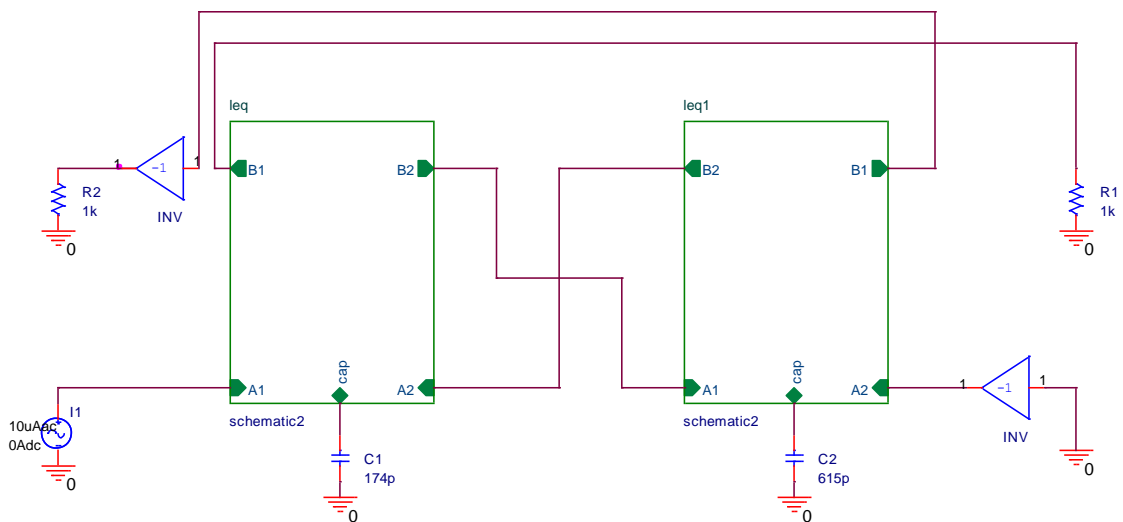 leq
leq1
1
-1
1
B1
B2
B2
B1
R2
1k
INV
0
R1
1k
0
A1
cap
A2
A1
cap
A2
1
-1
1
I1
10uAac
0Adc
0
schematic2
schematic2
INV
C1
174p
0
C2
615p
0
0